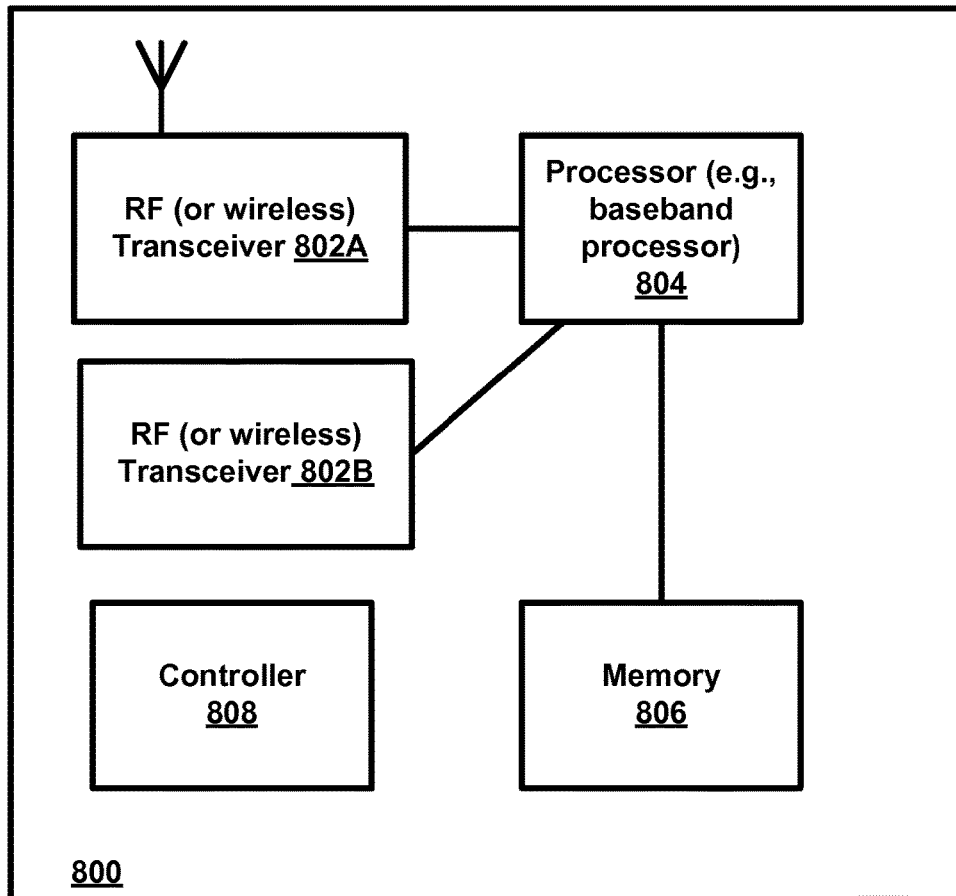 RF (or wireless)
Transceiver 802A
Processor (e.g.,
baseband
processor)
804
RF (or wireless)
Transceiver 802B
Controller
808
Memory
806
800